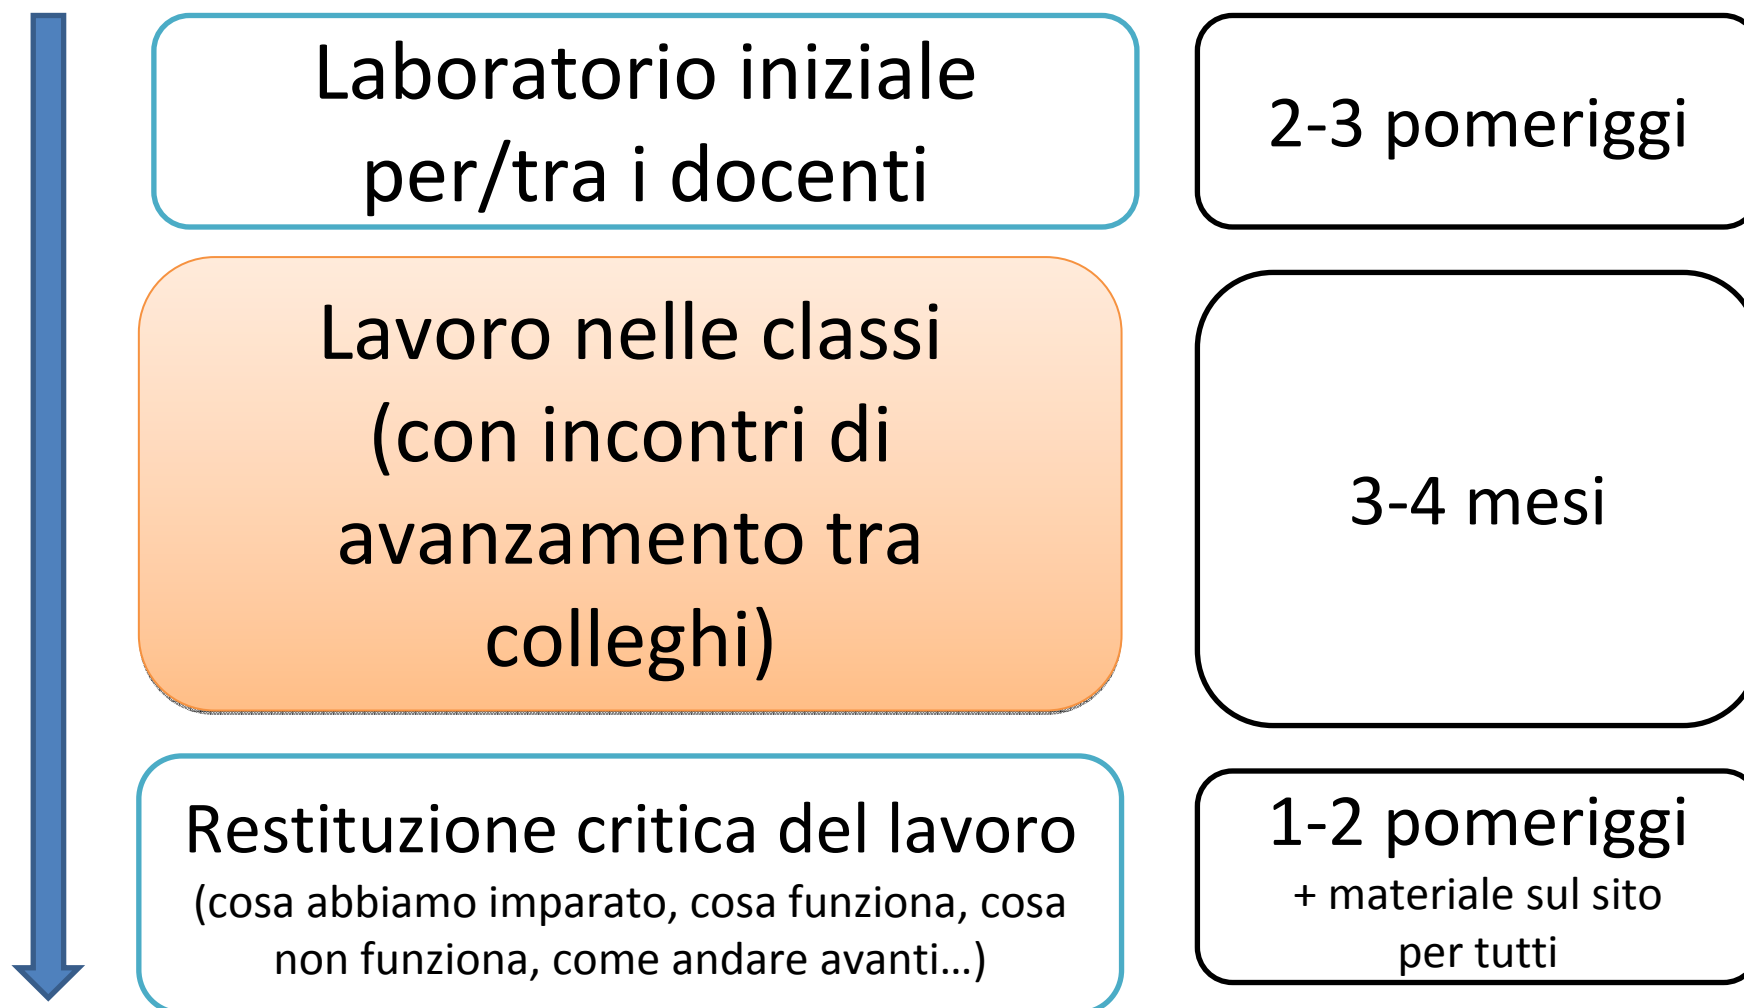 Laboratorio iniziale
per/tra i docenti
2-3 pomeriggi
Lavoro nelle classi
(con incontri di
avanzamento tra
colleghi)
3-4 mesi
Restituzione critica del lavoro
(cosa abbiamo imparato, cosa funziona, cosa
non funziona, come andare avanti…)
1-2 pomeriggi
+ materiale sul sito
per tutti